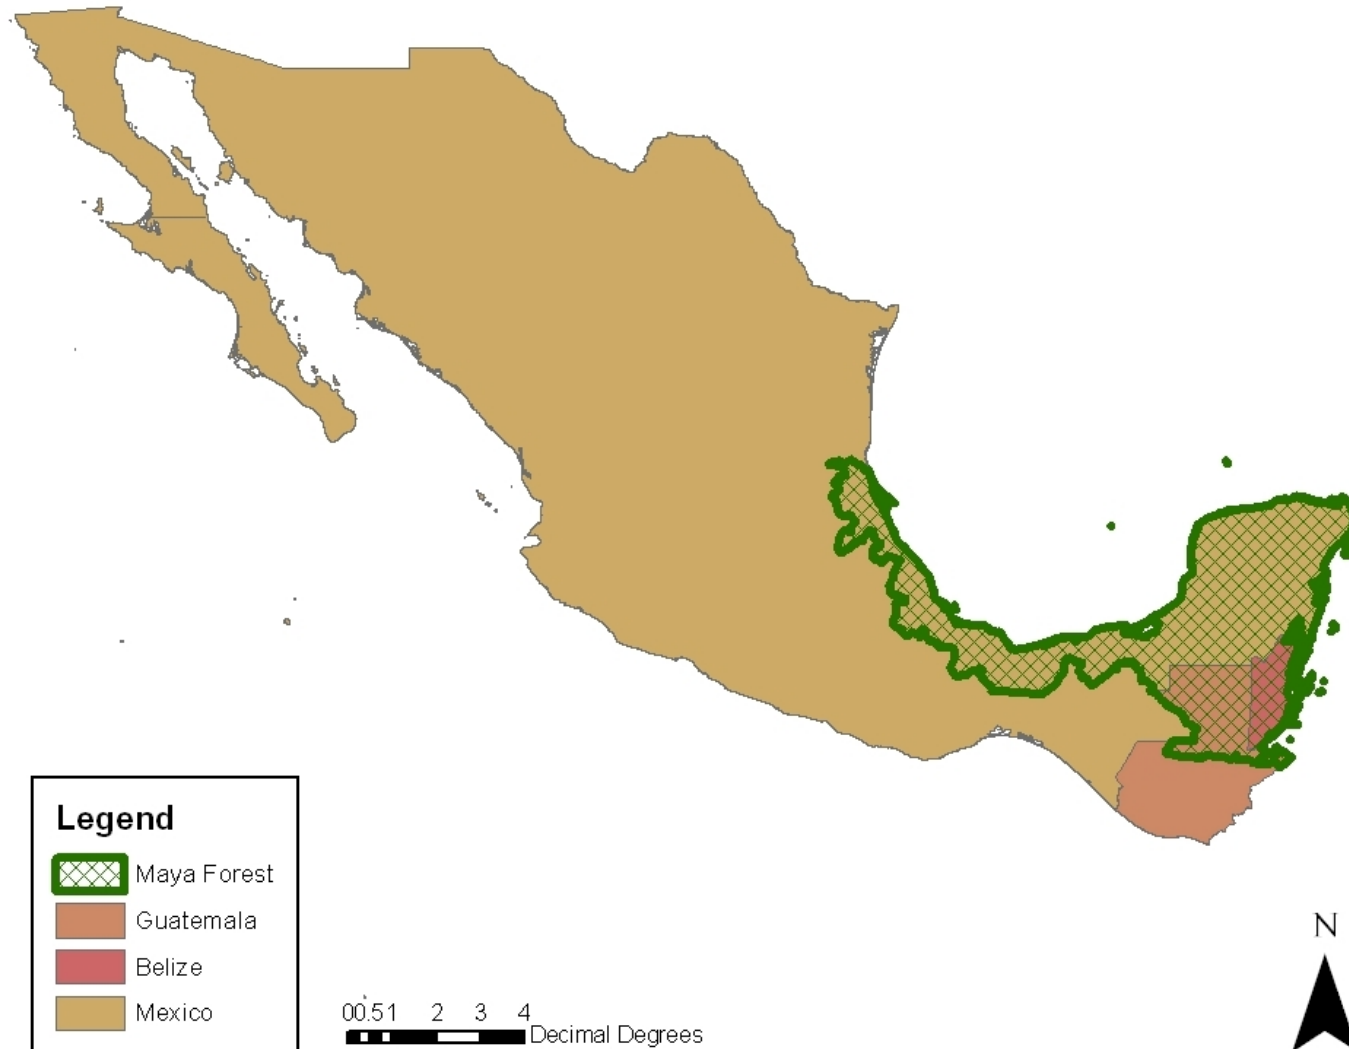 Legend
Maya Forest
Guatemala
Belize
Mexico
00.51 2 3 4
Decimal Degrees
N